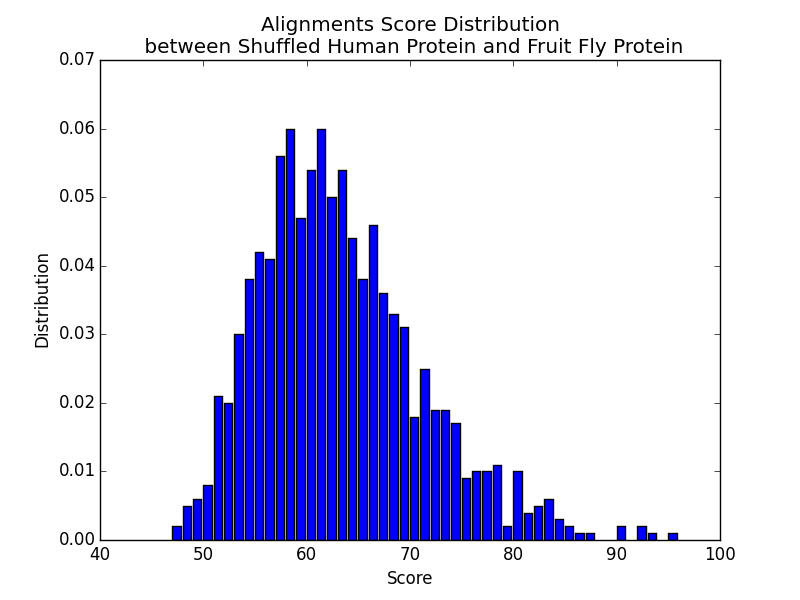 Alignments Score Distribution
between Shuffled Human Protein and Fruit Fly Protein
0.07
0.06
0.05
0.04
0.03
0.02
0.01
0.00
Distribution
40 50 60 70 80 90 100
Score